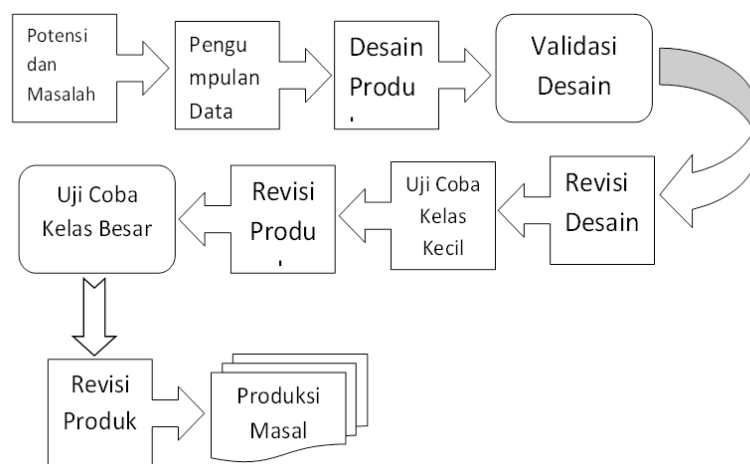 Potensi
dan
Masalah
Pengu
mpulan
Data
Desain
Produ
Validasi
Desain
Revisi
Desain
Uji Coba
Kelas
Kecil
Revisi
Produ
Uji Coba
Kelas Besar
Revisi
Produk
Produksi
Masal